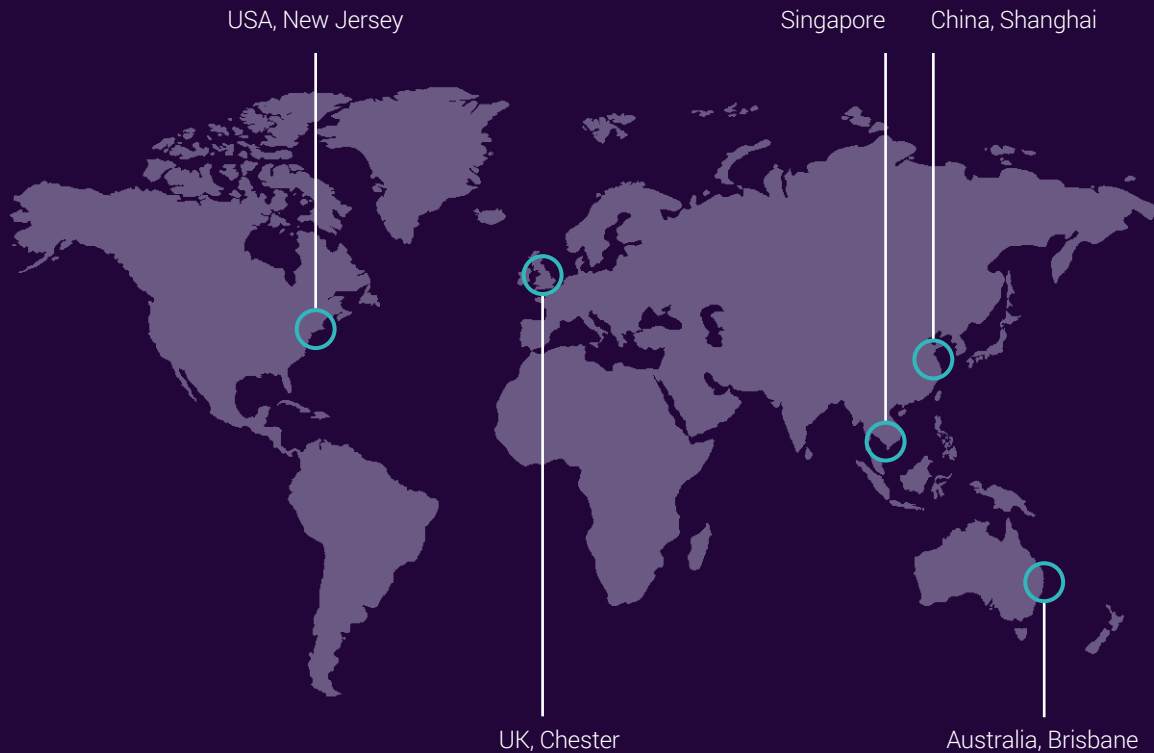 USA, New Jersey
Singapore
China, Shanghai
UK, Chester
Australia, Brisbane